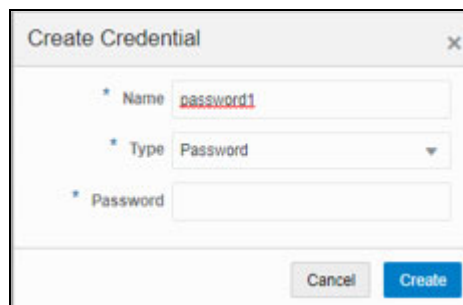 Create Credential ×
* Name password1
* Type Password
* Password
Cancel Create